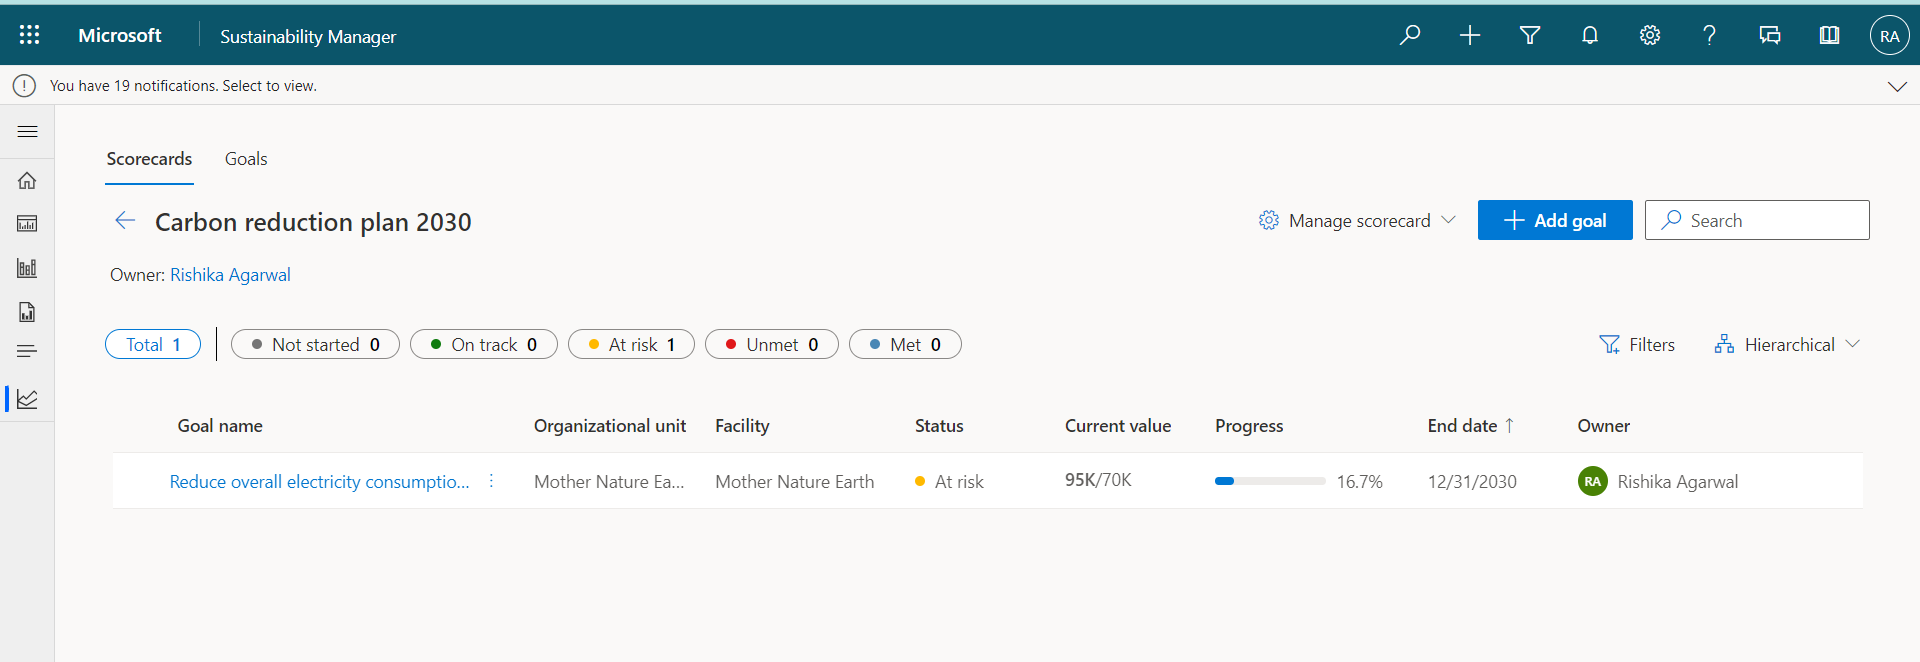 Microsoft Sustainability Manager RA
You have 19 notifications. Select to view.
Scorecards Goals
Carbon reduction plan 2030 Manage scorecard Add goal Search
Owner: Rishika Agarwal
Total 1 Not started 0 On track 0 At risk 1 Unmet 0 Met 0 Filters Hierarchical
Goal name Organizational unit Facility Status Current value Progress End date ↑ Owner
Reduce overall electricity consumptio... Mother Nature Ea... Mother Nature Earth At risk 95K/70K 16.7% 12/31/2030 RA Rishika Agarwal